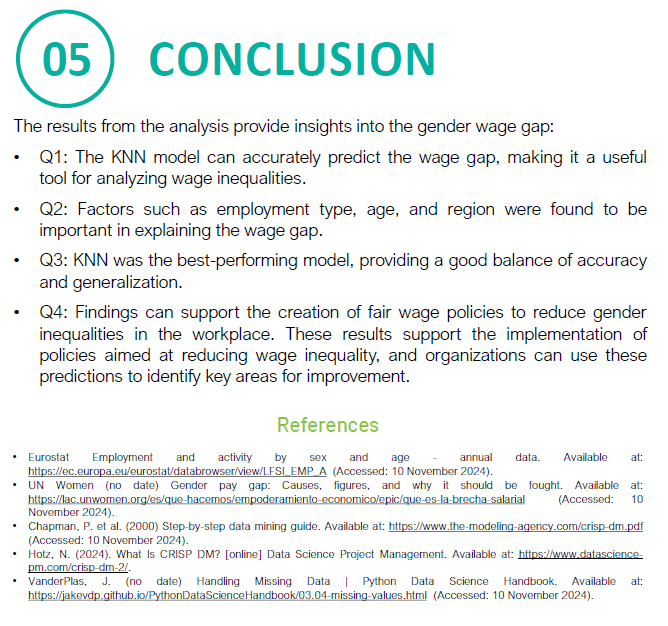 05 CONCLUSION
The results from the analysis provide insights into the gender wage gap:
• Q1: The KNN model can accurately predict the wage gap, making it a useful
tool for analyzing wage inequalities.
• Q2: Factors such as employment type, age, and region were found to be
important in explaining the wage gap.
• Q3: KNN was the best-performing model, providing a good balance of accuracy
and generalization.
• Q4: Findings can support the creation of fair wage policies to reduce gender
inequalities in the workplace. These results support the implementation of
policies aimed at reducing wage inequality, and organizations can use these
predictions to identify key areas for improvement.
References
• Eurostat Employment and activity by sex and age - annual data. Available at:
https://ec.europa.eu/eurostat/databrowser/view/LFSI_EMP_A (Accessed: 10 November 2024).
• UN Women (no date) Gender pay gap: Causes, figures, and why it should be fought. Available at:
https://lac.unwomen.org/es/que-hacemos/empoderamiento-economico/epic/que-es-la-brecha-salarial (Accessed: 10
November 2024).
• Chapman, P. et al. (2000) Step-by-step data mining guide. Available at: https://www.the-modeling-agency.com/crisp-dm.pdf
(Accessed: 10 November 2024).
• Hotz, N. (2024). What Is CRISP DM? [online] Data Science Project Management. Available at: https://www.datascience-
pm.com/crisp-dm-2/.
• VanderPlas, J. (no date) Handling Missing Data | Python Data Science Handbook. Available at:
https://jakevdp.github.io/PythonDataScienceHandbook/03.04-missing-values.html (Accessed: 10 November 2024).